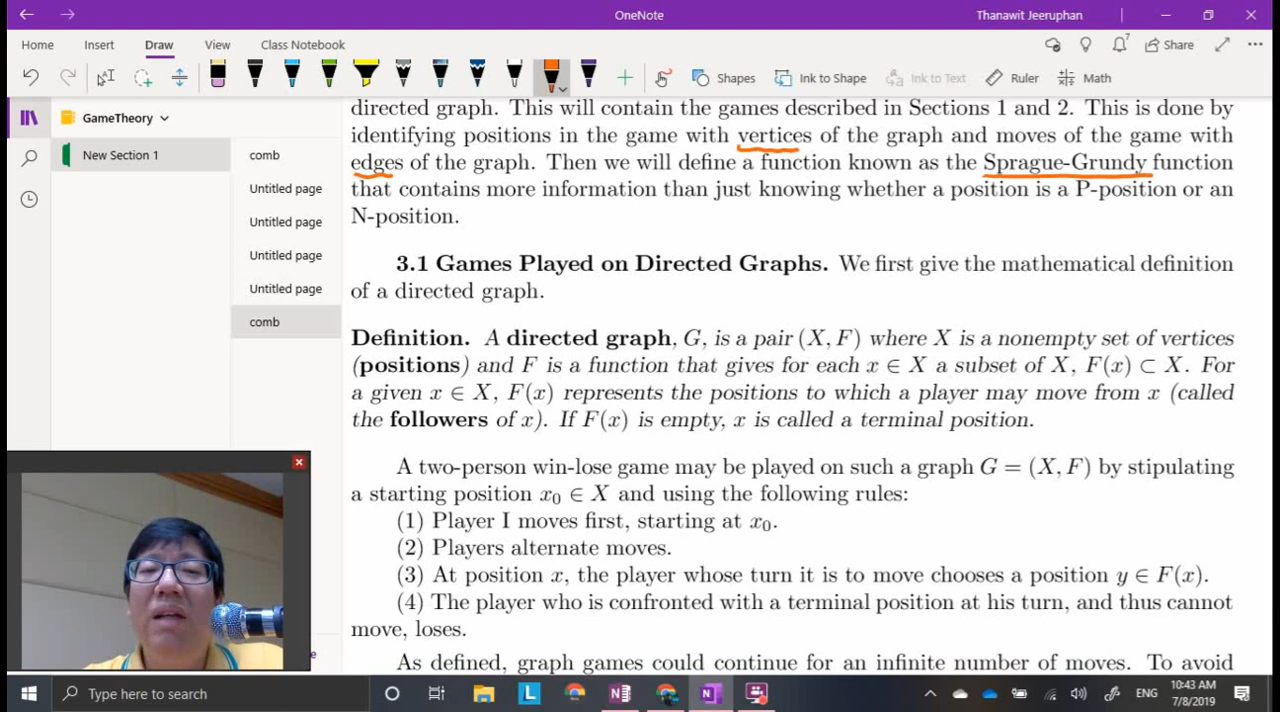 OneNote
Thanawit Jeeruphan
Home Insert Draw View Class Notebook
Share
Shapes
Ink to Shape
Ink to Text
Ruler
Math
GameTheory
New Section 1
comb
Untitled page
Untitled page
Untitled page
Untitled page
comb
directed graph. This will contain the games described in Sections 1 and 2. This is done by
identifying positions in the game with vertices of the graph and moves of the game with
edges of the graph. Then we will define a function known as the Sprague-Grundy function
that contains more information than just knowing whether a position is a P-position or an
N-position.
3.1 Games Played on Directed Graphs. We first give the mathematical definition
of a directed graph.
Definition. A directed graph, G, is a pair (X, F) where X is a nonempty set of vertices
(positions) and F is a function that gives for each x ∈ X a subset of X, F(x) ⊂ X. For
a given x ∈ X, F(x) represents the positions to which a player may move from x (called
the followers of x). If F(x) is empty, x is called a terminal position.
A two-person win-lose game may be played on such a graph G = (X, F) by stipulating
a starting position x₀ ∈ X and using the following rules:
(1) Player I moves first, starting at x₀.
(2) Players alternate moves.
(3) At position x, the player whose turn it is to move chooses a position y ∈ F(x).
(4) The player who is confronted with a terminal position at his turn, and thus cannot
move, loses.
As defined, graph games could continue for an infinite number of moves. To avoid
Type here to search
ENG
10:43 AM
7/8/2019